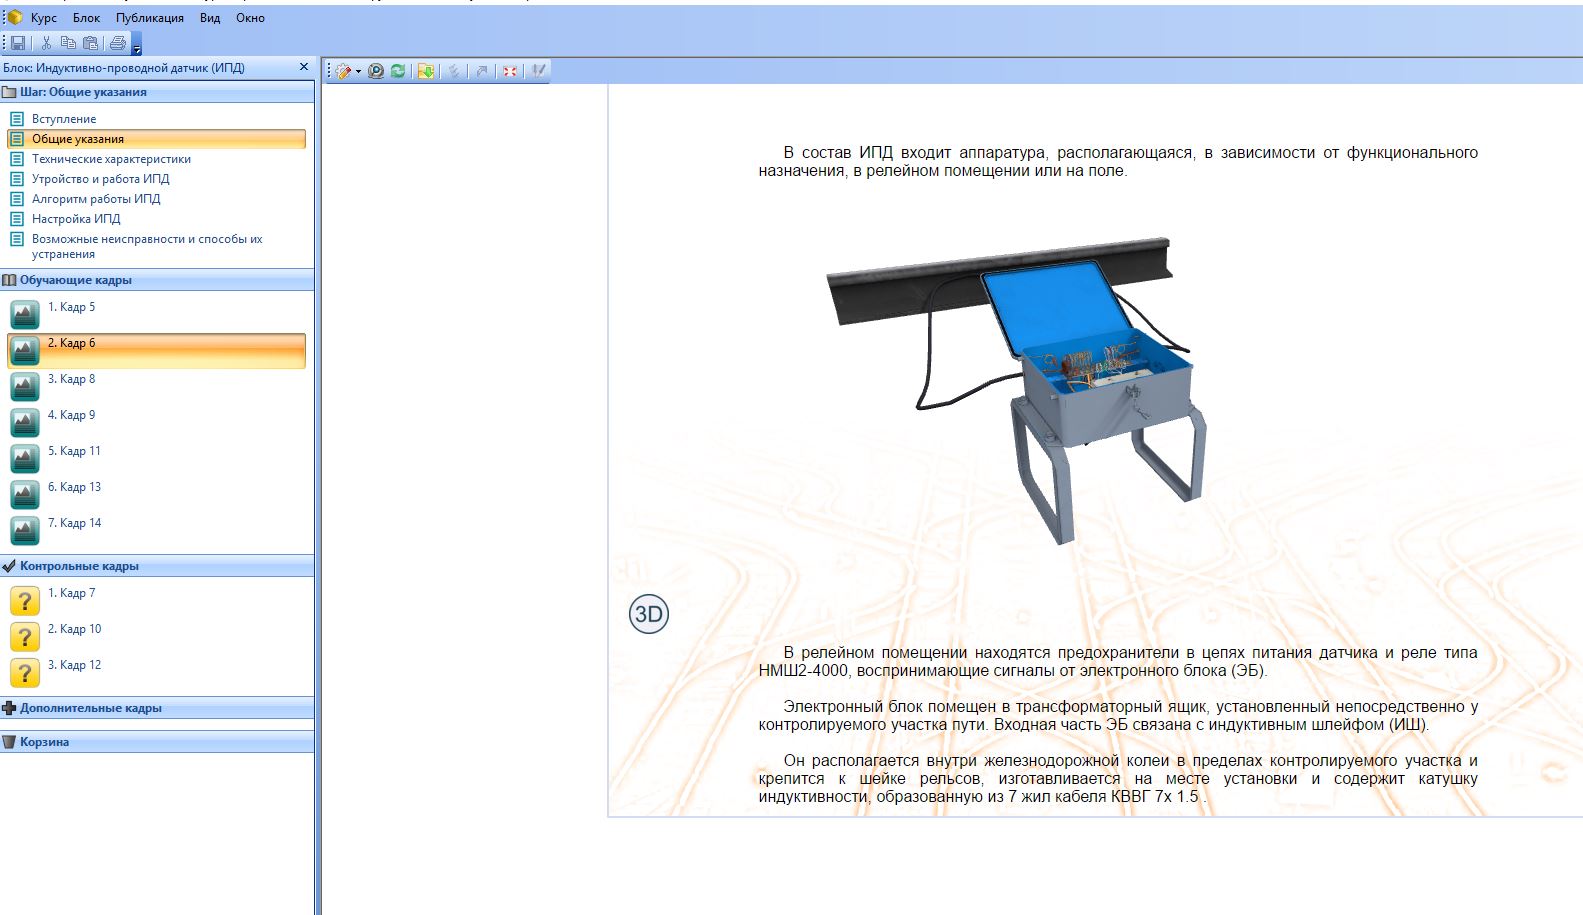 Курс Блок Публикация Вид Окно
Блок: Индуктивно-проводной датчик (ИПД)
Шаг: Общие указания
Вступление
Общие указания
Технические характеристики
Утройство и работа ИПД
Алгоритм работы ИПД
Настройка ИПД
Возможные неисправности и способы их
устранения
Обучающие кадры
1. Кадр 5
2. Кадр 6
3. Кадр 8
4. Кадр 9
5. Кадр 11
6. Кадр 13
7. Кадр 14
Контрольные кадры
1. Кадр 7
2. Кадр 10
3. Кадр 12
Дополнительные кадры
Корзина
В состав ИПД входит аппаратура, располагающаяся, в зависимости от функционального
назначения, в релейном помещении или на поле.
3D
В релейном помещении находятся предохранители в цепях питания датчика и реле типа
НМШ2-4000, воспринимающие сигналы от электронного блока (ЭБ).
Электронный блок помещен в трансформаторный ящик, установленный непосредственно у
контролируемого участка пути. Входная часть ЭБ связана с индуктивным шлейфом (ИШ).
Он располагается внутри железнодорожной колеи в пределах контролируемого участка и
крепится к шейке рельсов, изготавливается на месте установки и содержит катушку
индуктивности, образованную из 7 жил кабеля КВВГ 7х 1.5 .